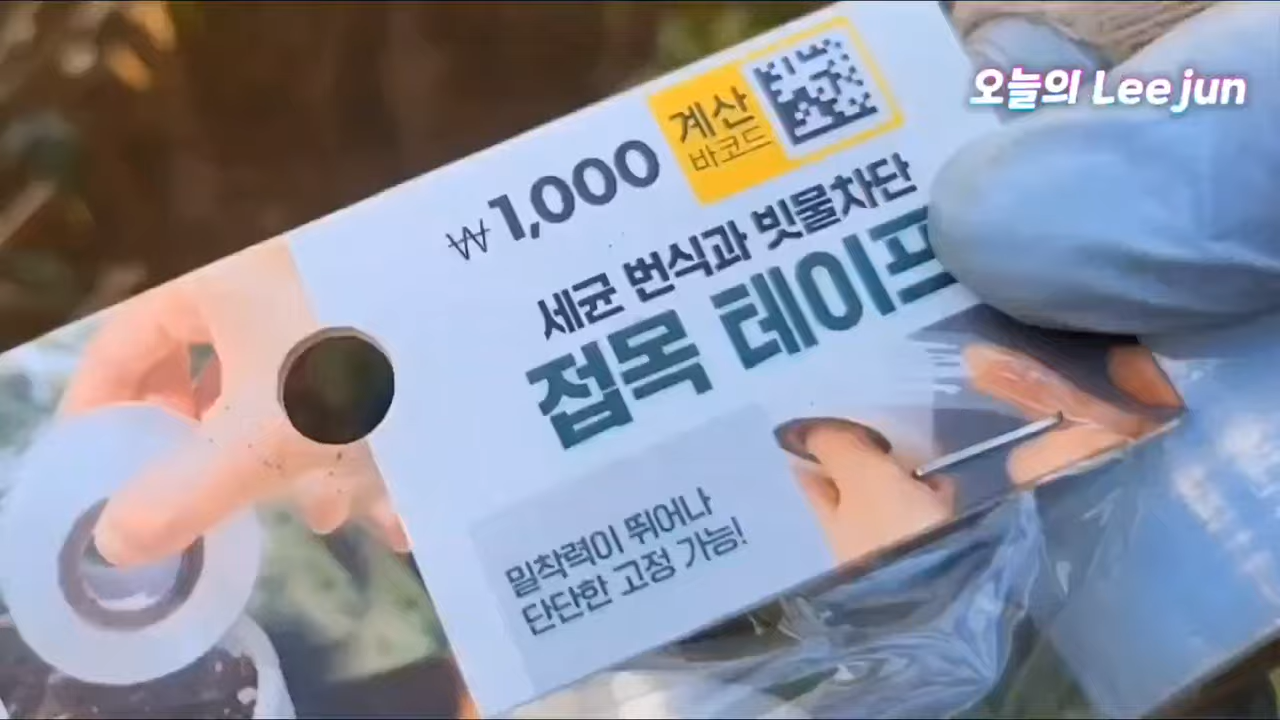 오늘의 Lee jun
₩1,000
계산
바코드
세균 번식과 빗물차단
접목 테이프
밀착력이 뛰어나
단단한 고정 가능!